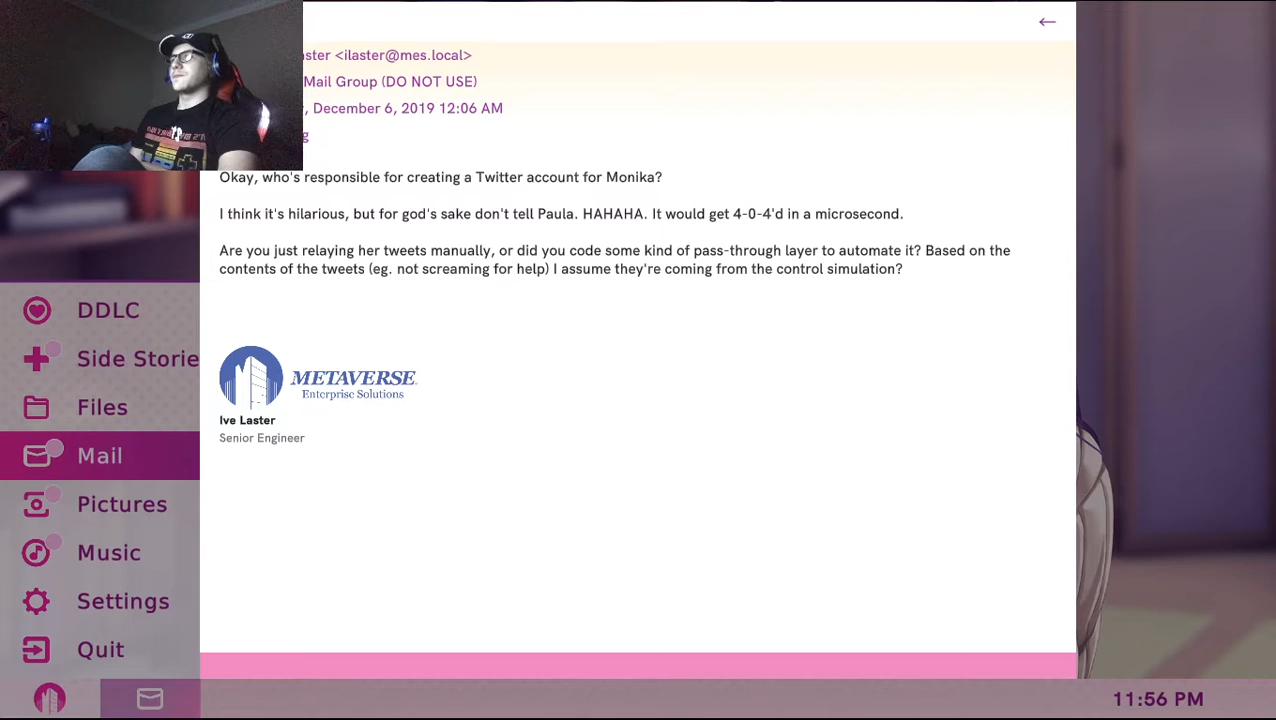 aster <ilaster@mes.local>
Mail Group (DO NOT USE)
, December 6, 2019 12:06 AM
g
Okay, who's responsible for creating a Twitter account for Monika?
I think it's hilarious, but for god's sake don't tell Paula. HAHAHA. It would get 4-0-4'd in a microsecond.
Are you just relaying her tweets manually, or did you code some kind of pass-through layer to automate it? Based on the
contents of the tweets (eg. not screaming for help) I assume they're coming from the control simulation?
METAVERSE
Enterprise Solutions
Ive Laster
Senior Engineer
DDLC
Side Storie
Files
Mail
Pictures
Music
Settings
Quit
11:56 PM